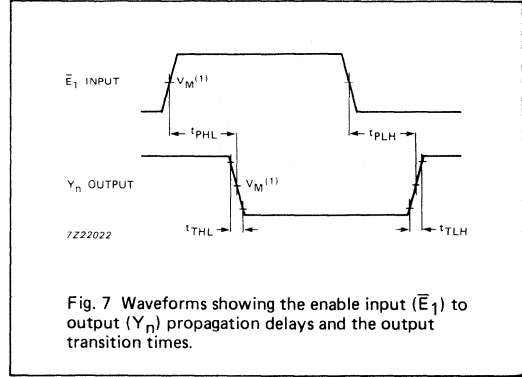 Ē1 INPUT
VM(1)
tPHL
tPLH
Yn OUTPUT
VM(1)
7Z22022
tTHL
tTLH
Fig. 7 Waveforms showing the enable input (Ē1) to
output (Yn) propagation delays and the output
transition times.